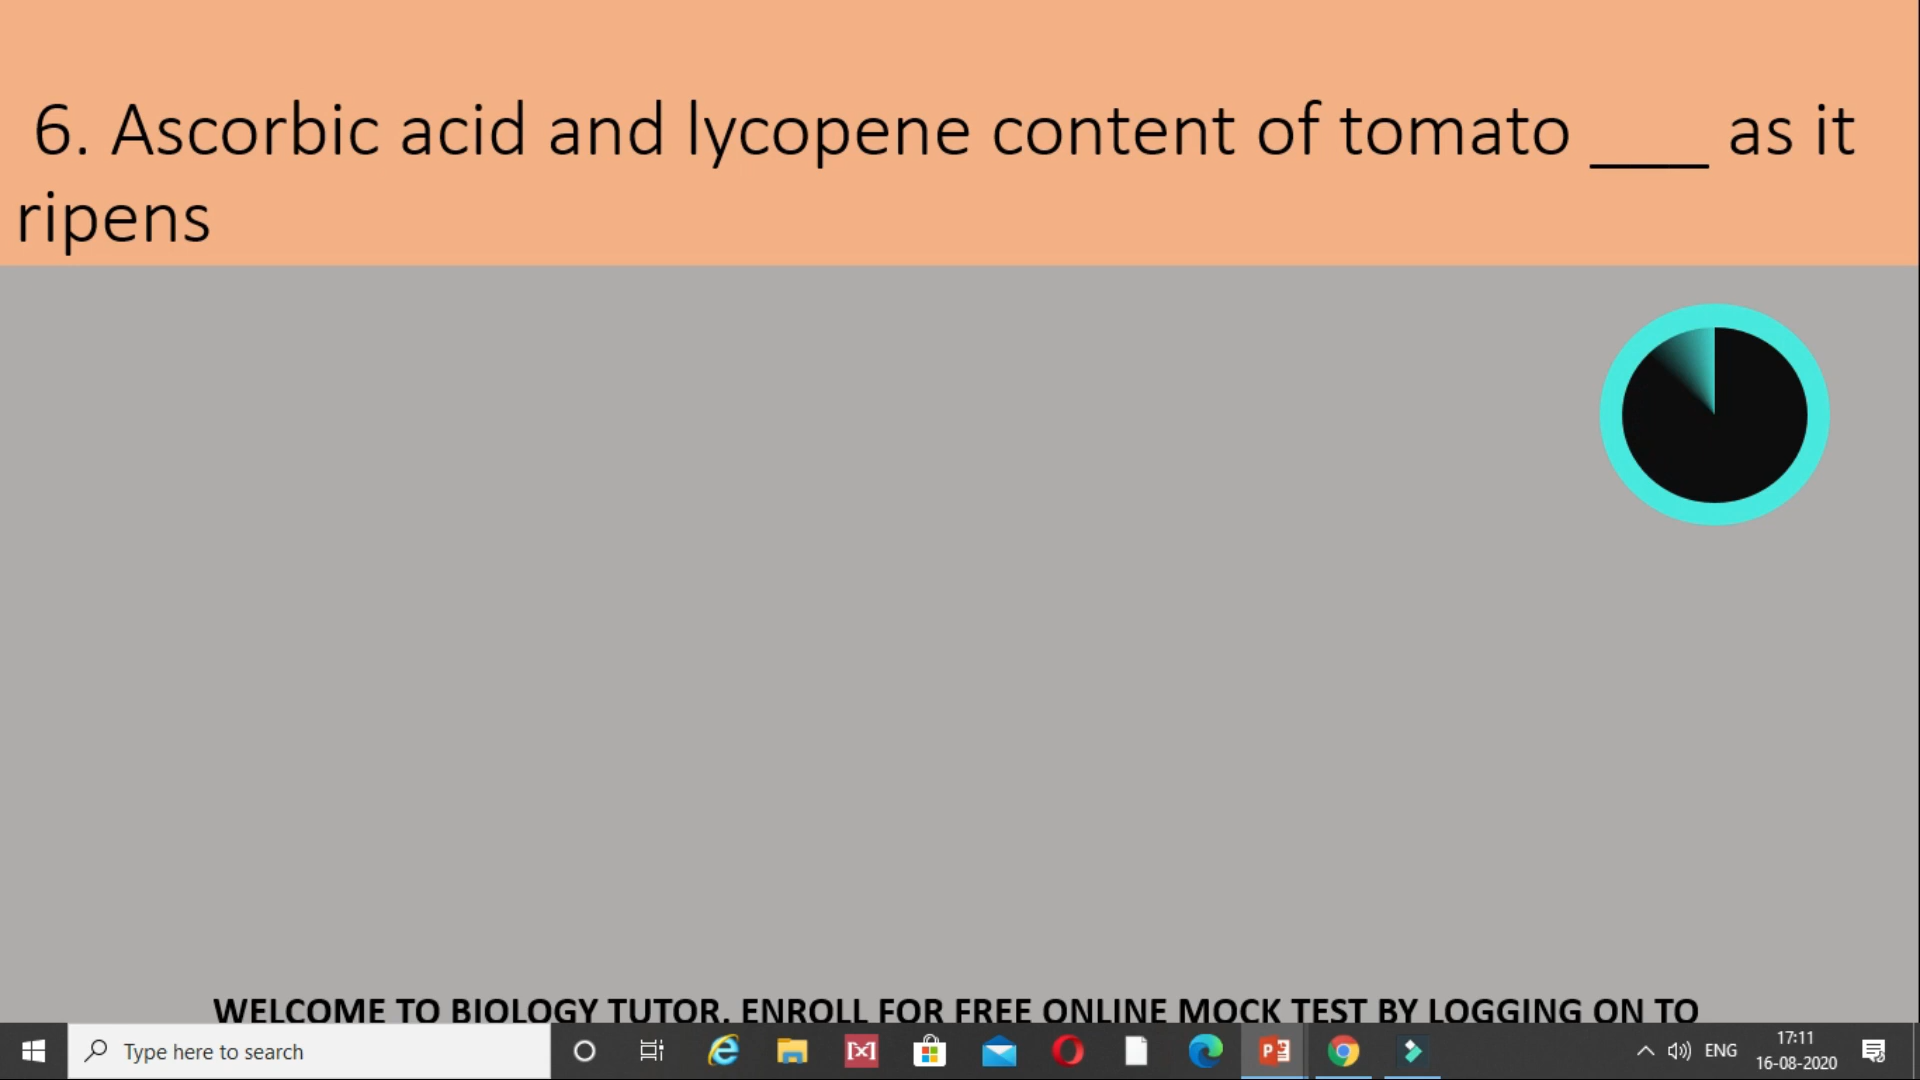 6. Ascorbic acid and lycopene content of tomato ____ as it
ripens
WELCOME TO BIOLOGY TUTOR. ENROLL FOR FREE ONLINE MOCK TEST BY LOGGING ON TO
Type here to search
ENG
17:11
16-08-2020